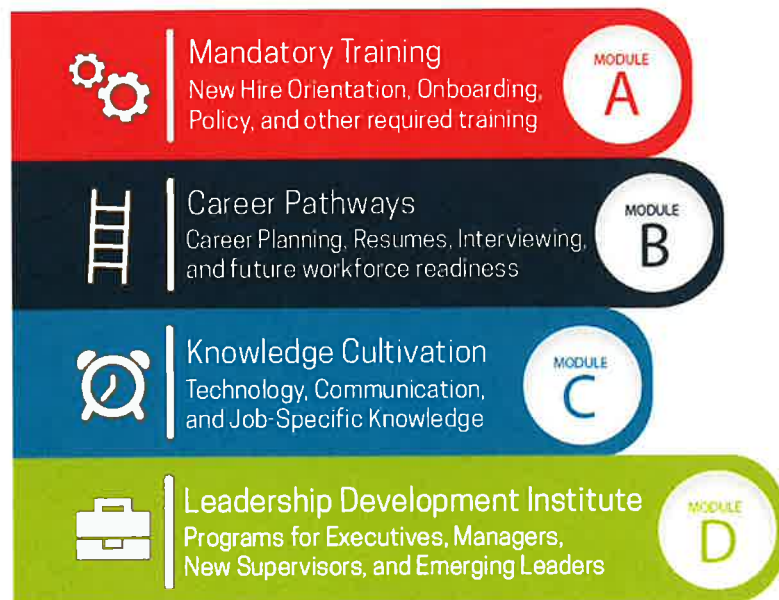 Mandatory Training
New Hire Orientation, Onboarding,
Policy, and other required training
MODULE
A
Career Pathways
Career Planning, Resumes, Interviewing,
and future workforce readiness
MODULE
B
Knowledge Cultivation
Technology, Communication,
and Job-Specific Knowledge
MODULE
C
Leadership Development Institute
Programs for Executives, Managers,
New Supervisors, and Emerging Leaders
MODULE
D